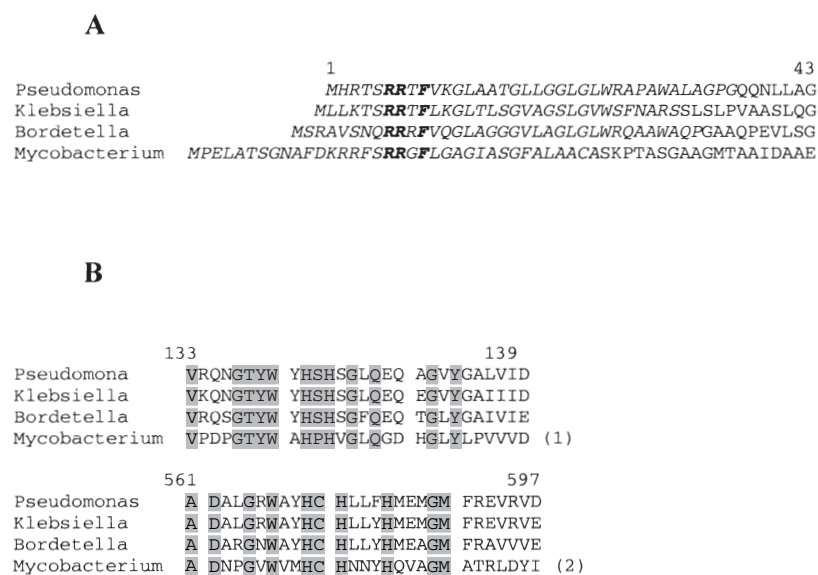 A
1 43
Pseudomonas MHRTSRRTFVKGLAATGLLGGLGLWRAPAWALAGPGQQNLLAG
Klebsiella MLLKTSRRTFLKGLTLSGVAGSLGVWSFNARSSLSLPVAASLQG
Bordetella MSRAVSNQRRRFVQGLAGGGVLAGLGLWRQAAWAQPGAAQPEVLSG
Mycobacterium MPELATSGNAFDKRRFSRRGFLGAGIASGFALAACASKPTASGAAGMTAAIDAAE
B
133 139
Pseudomona VRQNGTYW YHSHSGLQEQ AGVYGALVID
Klebsiella VKQNGTYW YHSHSGLQEQ EGVYGAIIID
Bordetella VRQSGTYW YHSHSGFQEQ TGLYGAIVIE
Mycobacterium VPDPGTYW AHPHVGLQGD HGLYLPVVVD (1)
561 597
Pseudomonas A DALGRWAYHC HLLFHMEMGM FREVRVD
Klebsiella A DALGRWAYHC HLLYHMEMGM FREVRVE
Bordetella A DARGNWAYHC HLLYHMEAGM FRAVVVE
Mycobacterium A DNPGVWVMHC HNNYHQVAGM ATRLDYI (2)